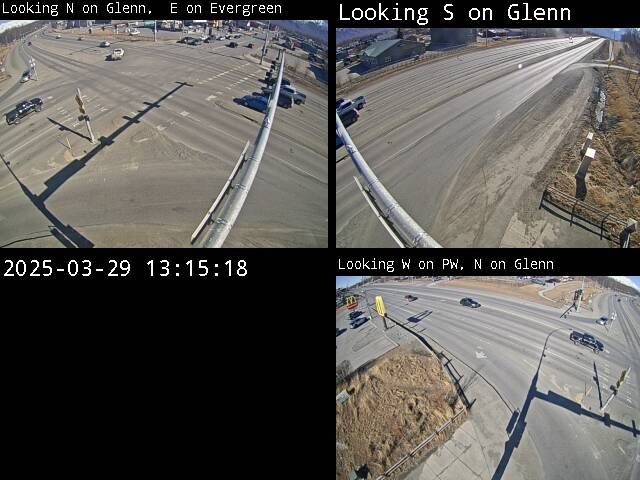 Looking N on Glenn,  E on Evergreen
Looking S on Glenn
2025-03-29 13:15:18
Looking W on PW, N on Glenn